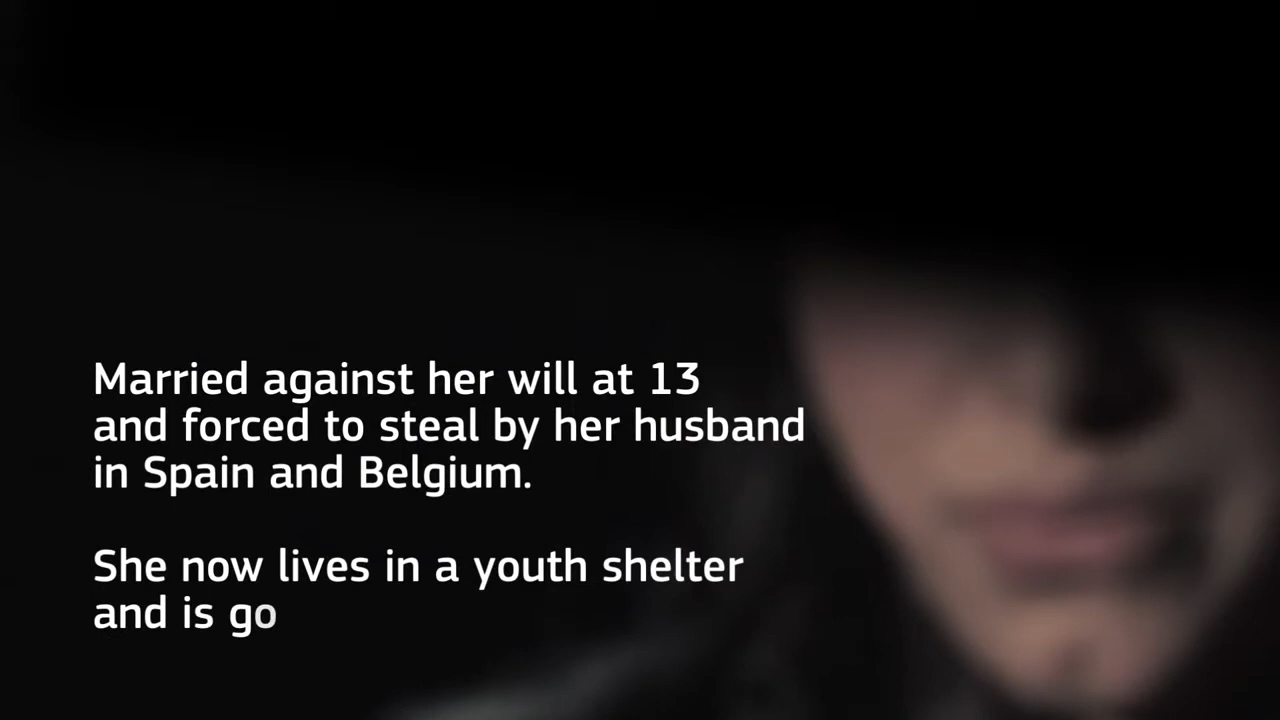 Married against her will at 13
and forced to steal by her husband
in Spain and Belgium.
She now lives in a youth shelter
and is go